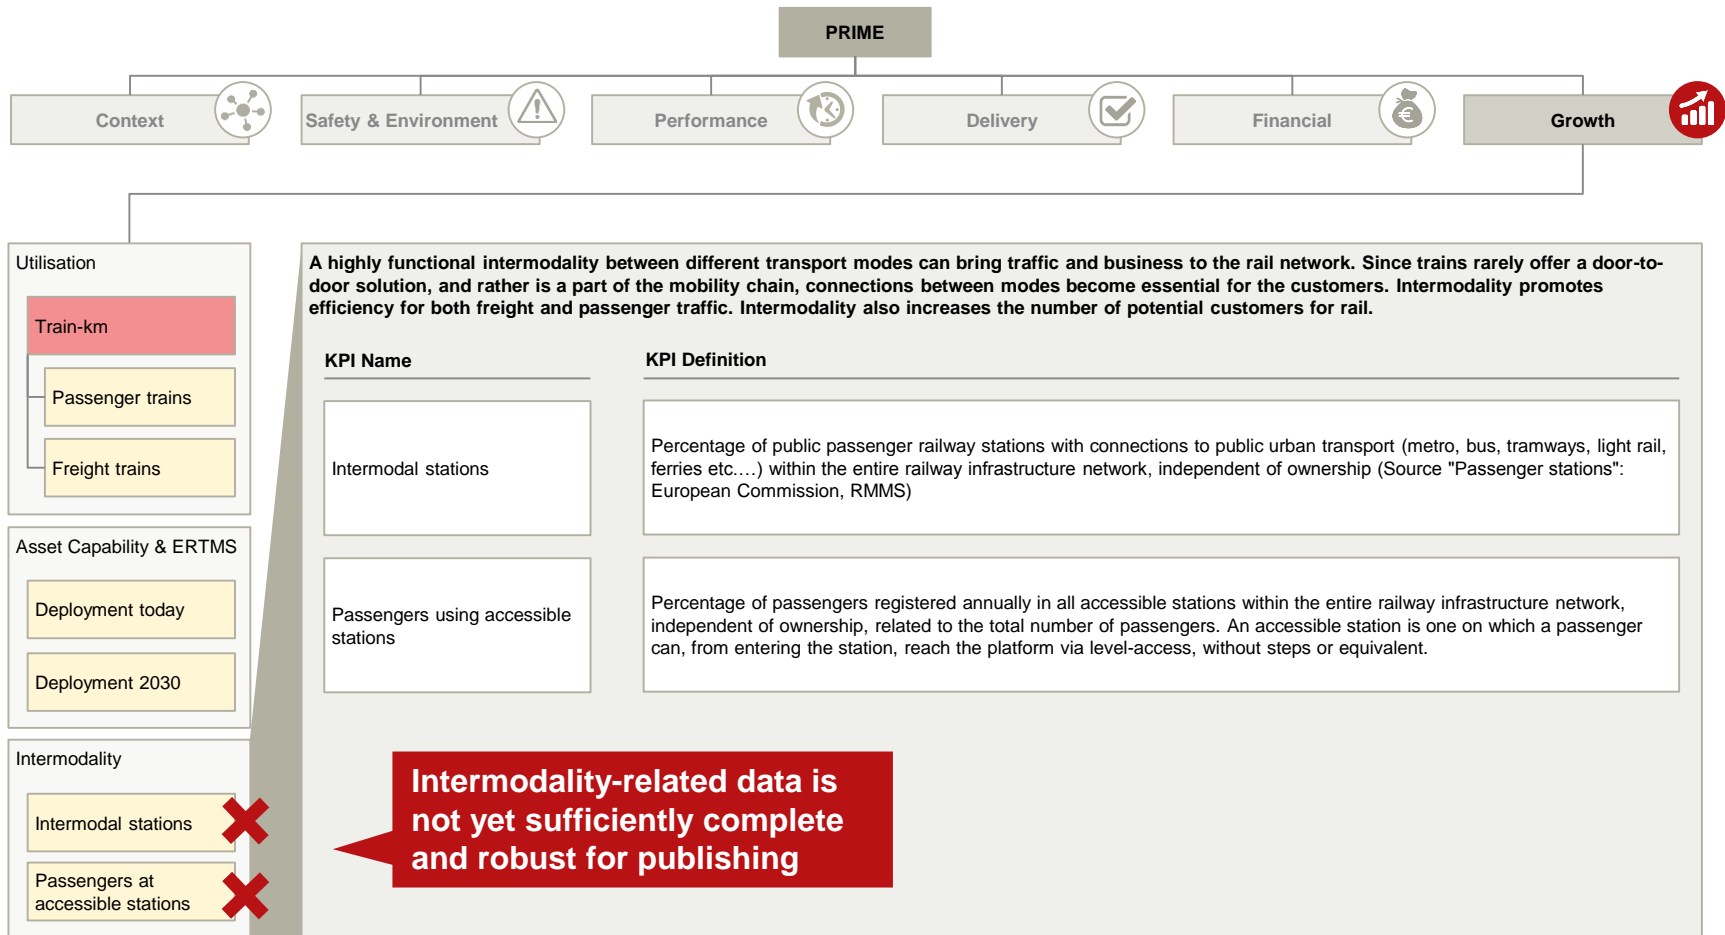 PRIME
Context
Safety & Environment
Performance
Delivery
Financial
Growth
Utilisation
Train-km
Passenger trains
Freight trains
Asset Capability & ERTMS
Deployment today
Deployment 2030
Intermodality
Intermodal stations
Passengers at
accessible stations
A highly functional intermodality between different transport modes can bring traffic and business to the rail network. Since trains rarely offer a door-to-
door solution, and rather is a part of the mobility chain, connections between modes become essential for the customers. Intermodality promotes
efficiency for both freight and passenger traffic. Intermodality also increases the number of potential customers for rail.
KPI Name
KPI Definition
Intermodal stations
Percentage of public passenger railway stations with connections to public urban transport (metro, bus, tramways, light rail,
ferries etc.…) within the entire railway infrastructure network, independent of ownership (Source "Passenger stations":
European Commission, RMMS)
Passengers using accessible
stations
Percentage of passengers registered annually in all accessible stations within the entire railway infrastructure network,
independent of ownership, related to the total number of passengers. An accessible station is one on which a passenger
can, from entering the station, reach the platform via level-access, without steps or equivalent.
Intermodality-related data is
not yet sufficiently complete
and robust for publishing